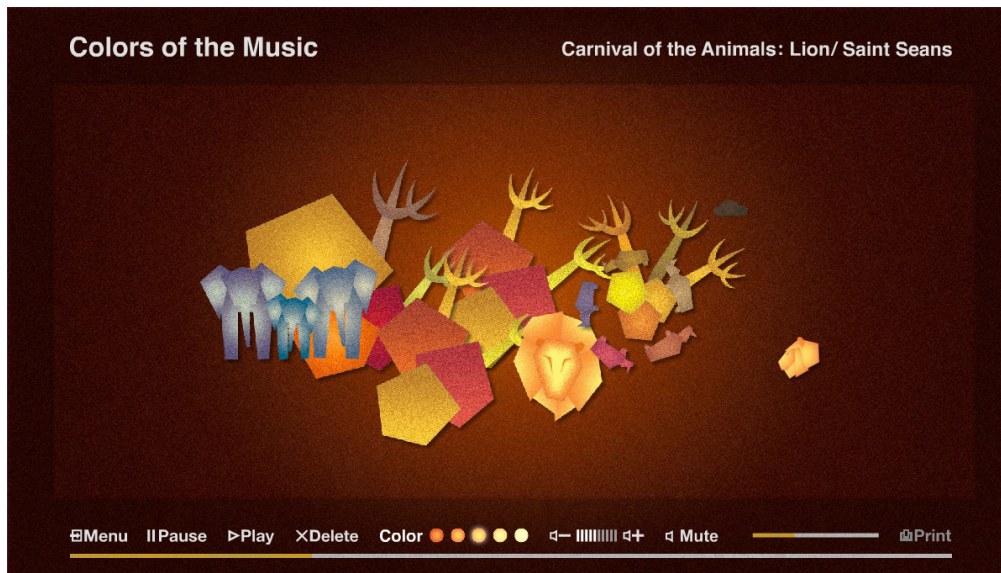 Colors of the Music
Carnival of the Animals: Lion/ Saint Seans
Menu Pause Play Delete Color Mute Print